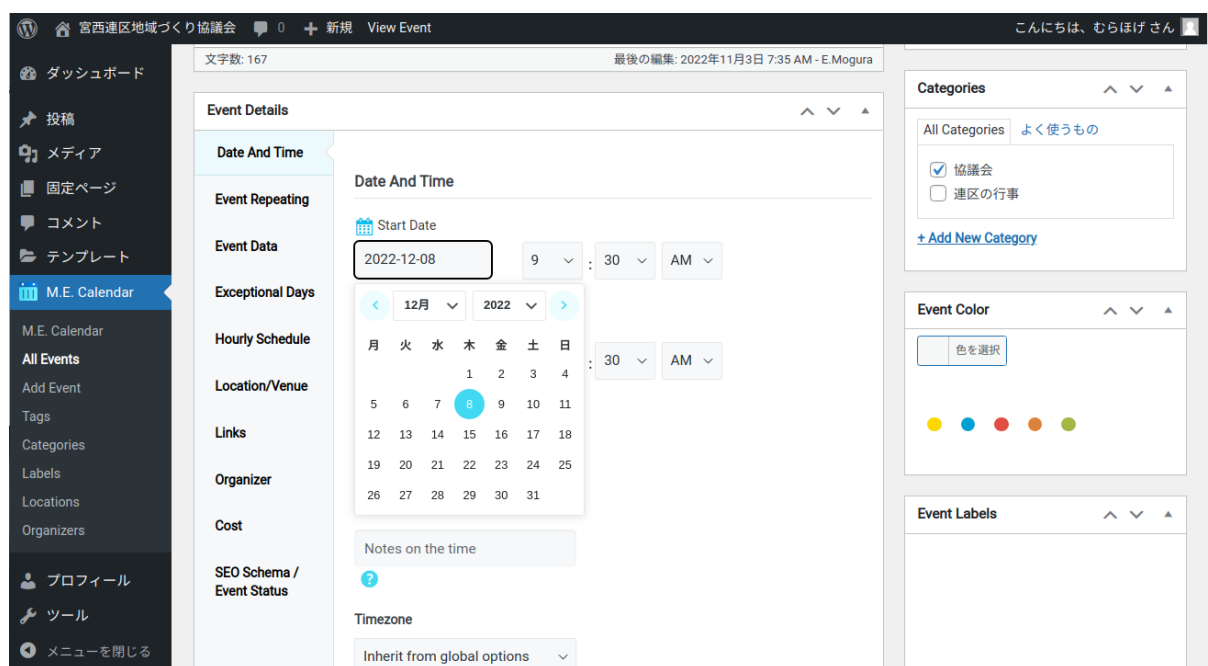 宮西連区地域づくり協議会 0 新規 View Event こんにちは、むらほげ さん
ダッシュボード
投稿
メディア
固定ページ
コメント
テンプレート
M.E. Calendar
M.E. Calendar
All Events
Add Event
Tags
Categories
Labels
Locations
Organizers
プロフィール
ツール
メニューを閉じる
文字数: 167 最後の編集: 2022年11月3日 7:35 AM - E.Mogura
Event Details
Date And Time
Event Repeating
Event Data
Exceptional Days
Hourly Schedule
Location/Venue
Links
Organizer
Cost
SEO Schema /
Event Status
Date And Time
Start Date
2022-12-08 9 : 30 AM
12月 2022
月 火 水 木 金 土 日
1 2 3 4
5 6 7 8 9 10 11
12 13 14 15 16 17 18
19 20 21 22 23 24 25
26 27 28 29 30 31
: 30 AM
Notes on the time
?
Timezone
Inherit from global options
Categories
All Categories よく使うもの
協議会
連区の行事
+ Add New Category
Event Color
色を選択
Event Labels